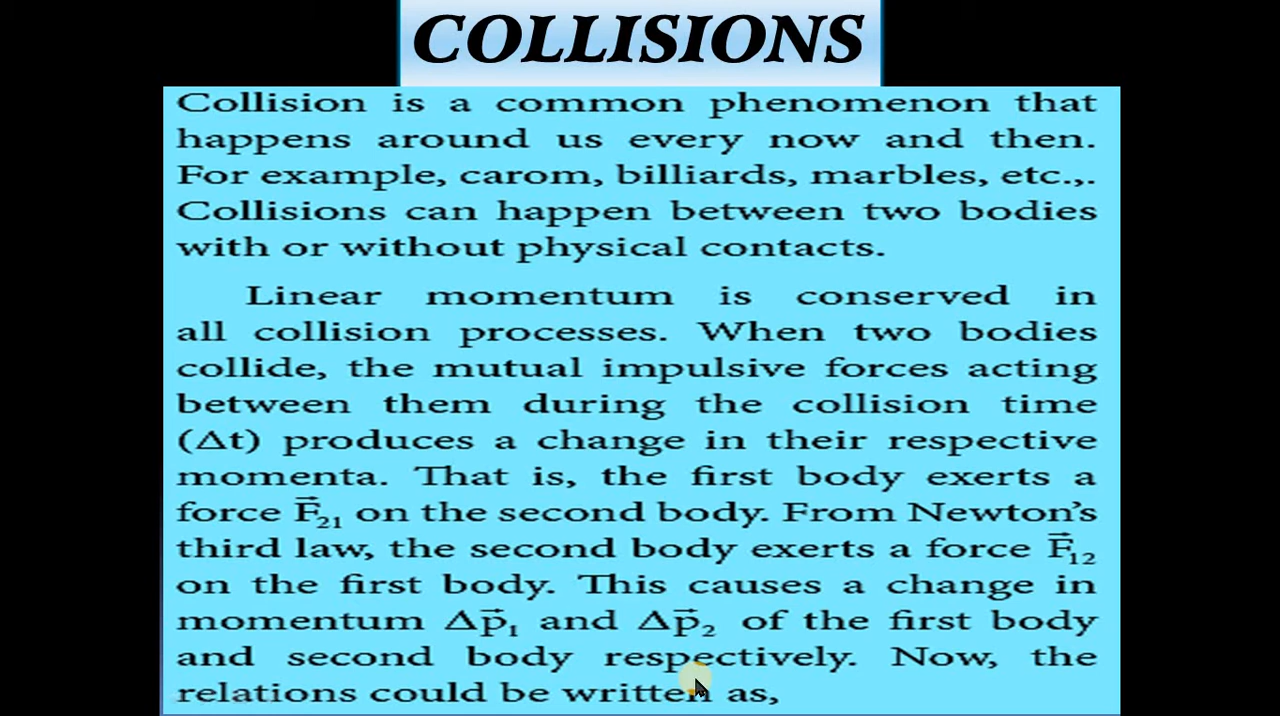 COLLISIONS
Collision is a common phenomenon that
happens around us every now and then.
For example, carom, billiards, marbles, etc.,.
Collisions can happen between two bodies
with or without physical contacts.
Linear momentum is conserved in
all collision processes. When two bodies
collide, the mutual impulsive forces acting
between them during the collision time
(Δt) produces a change in their respective
momenta. That is, the first body exerts a
force F⃗₂₁ on the second body. From Newton’s
third law, the second body exerts a force F⃗₁₂
on the first body. This causes a change in
momentum Δp⃗₁ and Δp⃗₂ of the first body
and second body respectively. Now, the
relations could be written as,